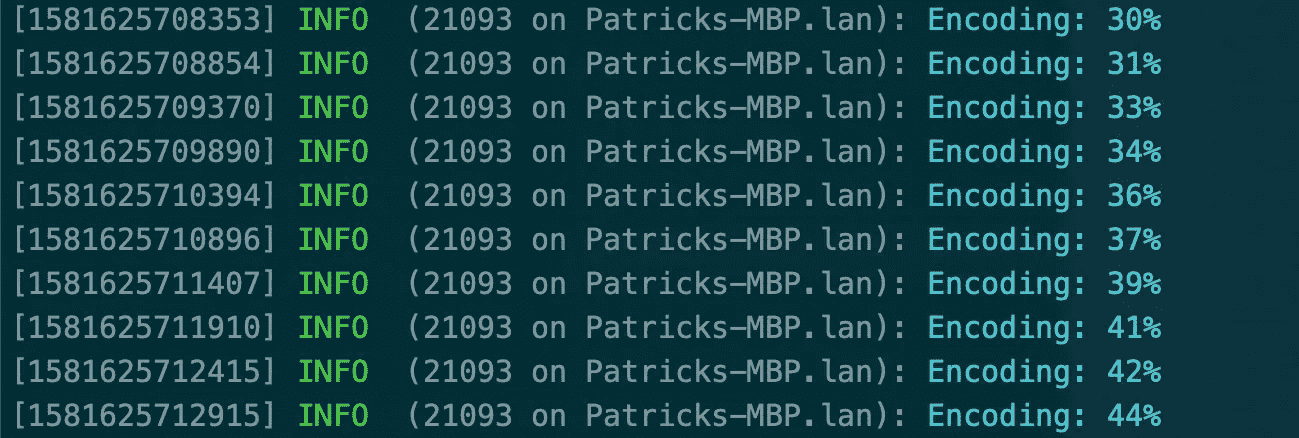 [1581625708353] INFO  (21093 on Patricks-MBP.lan): Encoding: 30%
[1581625708854] INFO  (21093 on Patricks-MBP.lan): Encoding: 31%
[1581625709370] INFO  (21093 on Patricks-MBP.lan): Encoding: 33%
[1581625709890] INFO  (21093 on Patricks-MBP.lan): Encoding: 34%
[1581625710394] INFO  (21093 on Patricks-MBP.lan): Encoding: 36%
[1581625710896] INFO  (21093 on Patricks-MBP.lan): Encoding: 37%
[1581625711407] INFO  (21093 on Patricks-MBP.lan): Encoding: 39%
[1581625711910] INFO  (21093 on Patricks-MBP.lan): Encoding: 41%
[1581625712415] INFO  (21093 on Patricks-MBP.lan): Encoding: 42%
[1581625712915] INFO  (21093 on Patricks-MBP.lan): Encoding: 44%